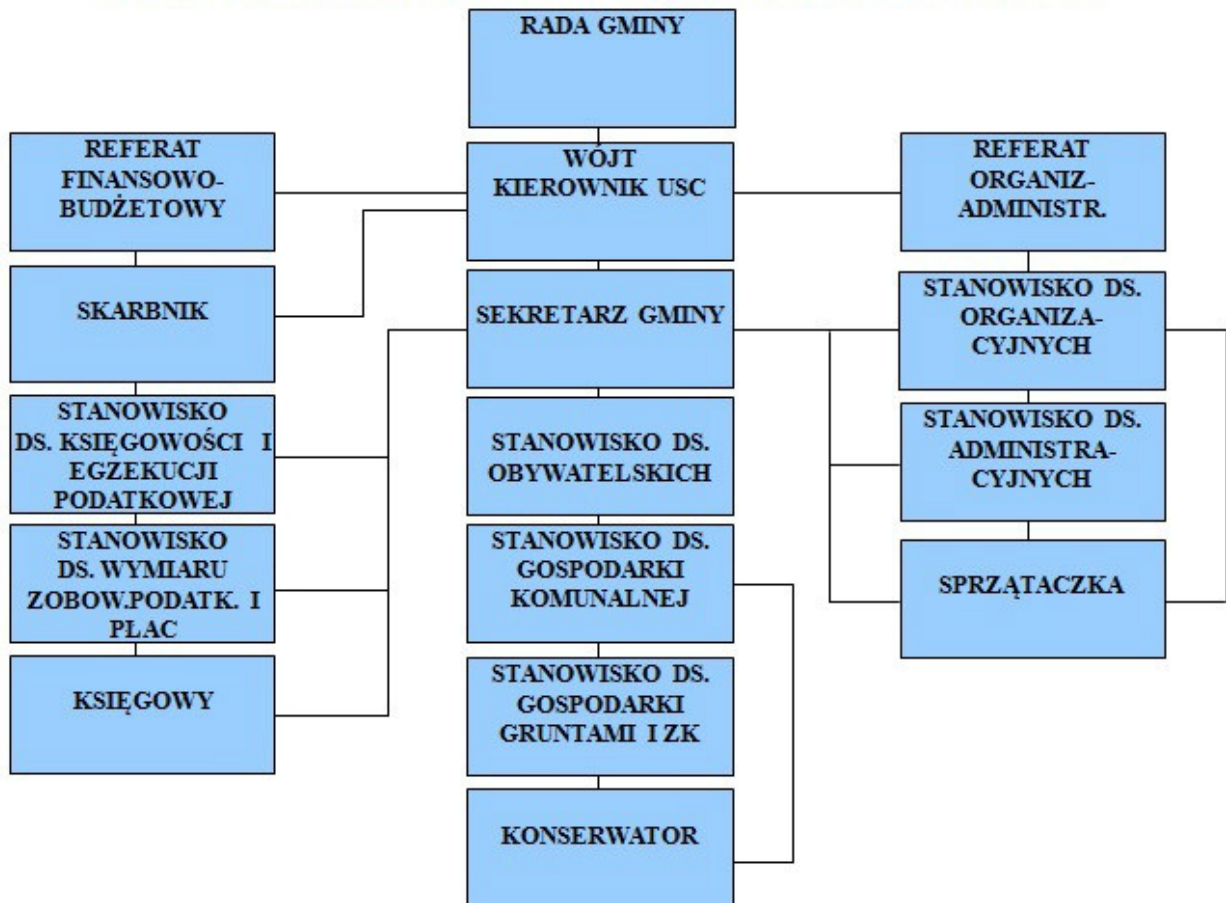 RADA GMINY
REFERAT
FINANSOWO-
BUDŻETOWY
WÓJT
KIEROWNIK USC
REFERAT
ORGANIZ-
ADMINISTR.
SKARBNIK
SEKRETARZ GMINY
STANOWISKO DS.
ORGANIZA-
CYJNYCH
STANOWISKO
DS. KSIĘGOWOŚCI I
EGZEKUCJI
PODATKOWEJ
STANOWISKO DS.
OBYWATELSKICH
STANOWISKO DS.
ADMINISTRA-
CYJNYCH
STANOWISKO
DS. WYMIARU
ZOBOW.PODATK. I
PŁAC
STANOWISKO DS.
GOSPODARKI
KOMUNALNEJ
SPRZĄTACZKA
KSIĘGOWY
STANOWISKO DS.
GOSPODARKI
GRUNTAMI I ZK
KONSERWATOR